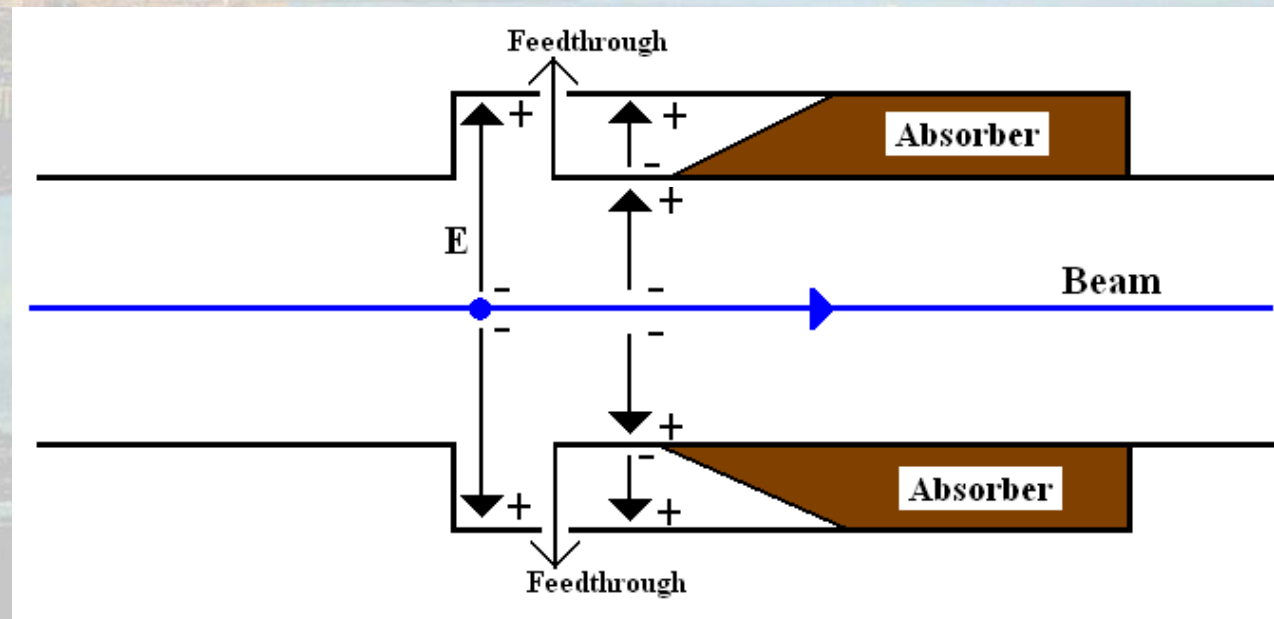 Feedthrough
+
+
Absorber
-
+
E
-
-
Beam
-
-
+
-
+
+
Absorber
Feedthrough